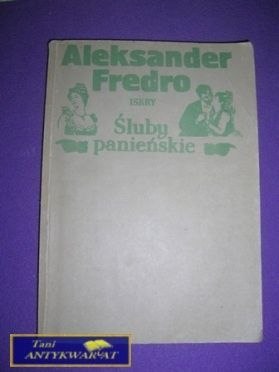 Aleksander
Fredro
ISKRY
Śluby
panieńskie
Tani
ANTYKWARIAT